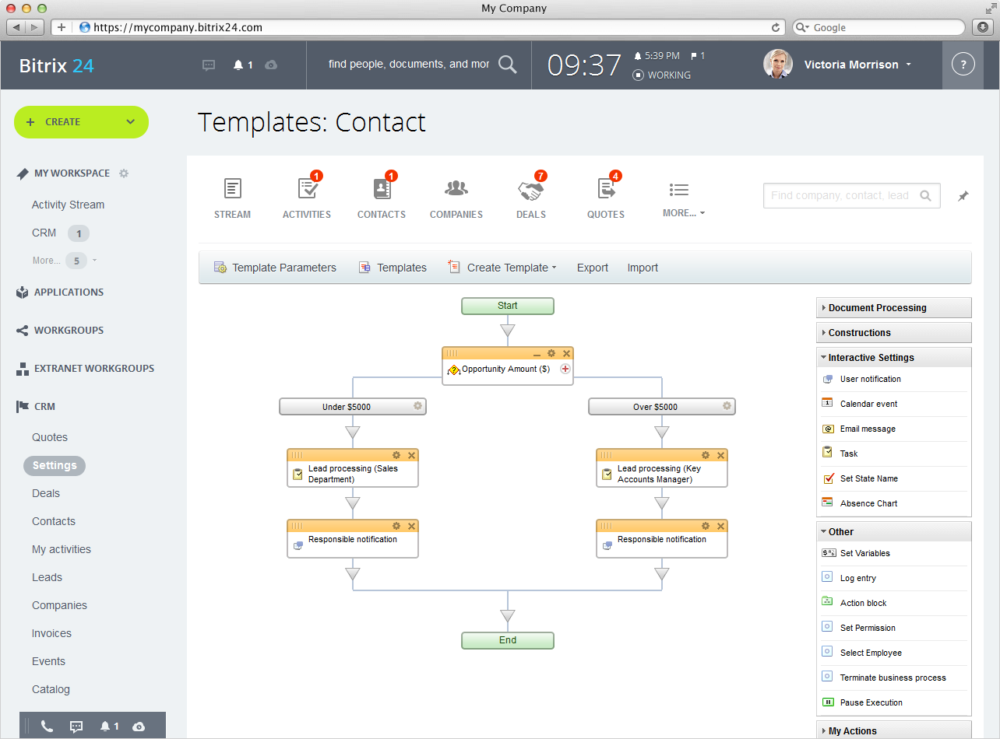 My Company
https://mycompany.bitrix24.com
Google
Bitrix 24
1
find people, documents, and mor
09:37
5:39 PM
1
WORKING
Victoria Morrison
?
CREATE
MY WORKSPACE
Activity Stream
CRM 1
More... 5
APPLICATIONS
WORKGROUPS
EXTRANET WORKGROUPS
CRM
Quotes
Settings
Deals
Contacts
My activities
Leads
Companies
Invoices
Events
Catalog
1
Templates: Contact
STREAM
1
ACTIVITIES
1
CONTACTS
COMPANIES
7
DEALS
4
QUOTES
MORE...
Find company, contact, lead
Template Parameters
Templates
Create Template
Export
Import
Start
Opportunity Amount ($)
Under $5000
Over $5000
Lead processing (Sales
Department)
Lead processing (Key
Accounts Manager)
Responsible notification
Responsible notification
End
Document Processing
Constructions
Interactive Settings
User notification
Calendar event
Email message
Task
Set State Name
Absence Chart
Other
Set Variables
Log entry
Action block
Set Permission
Select Employee
Terminate business process
Pause Execution
My Actions